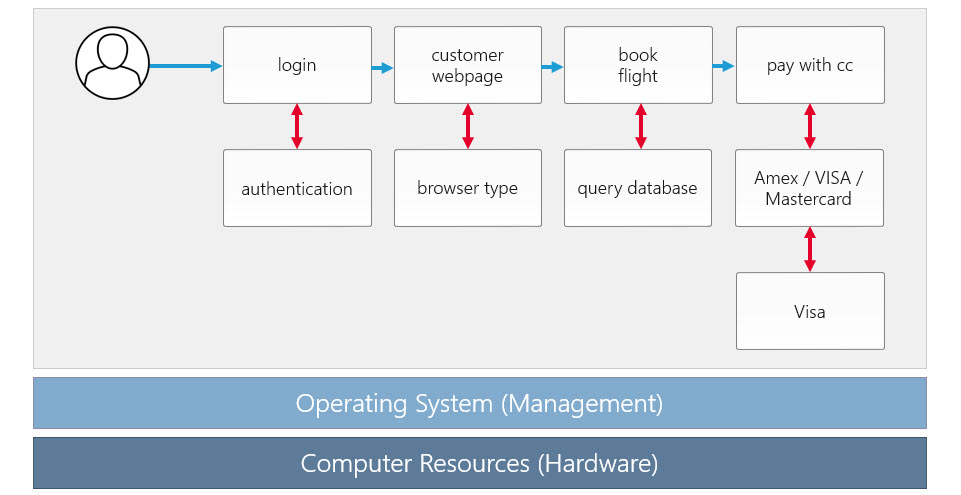 login
customer
webpage
book
flight
pay with cc
authentication
browser type
query database
Amex / VISA /
Mastercard
Visa
Operating System (Management)
Computer Resources (Hardware)